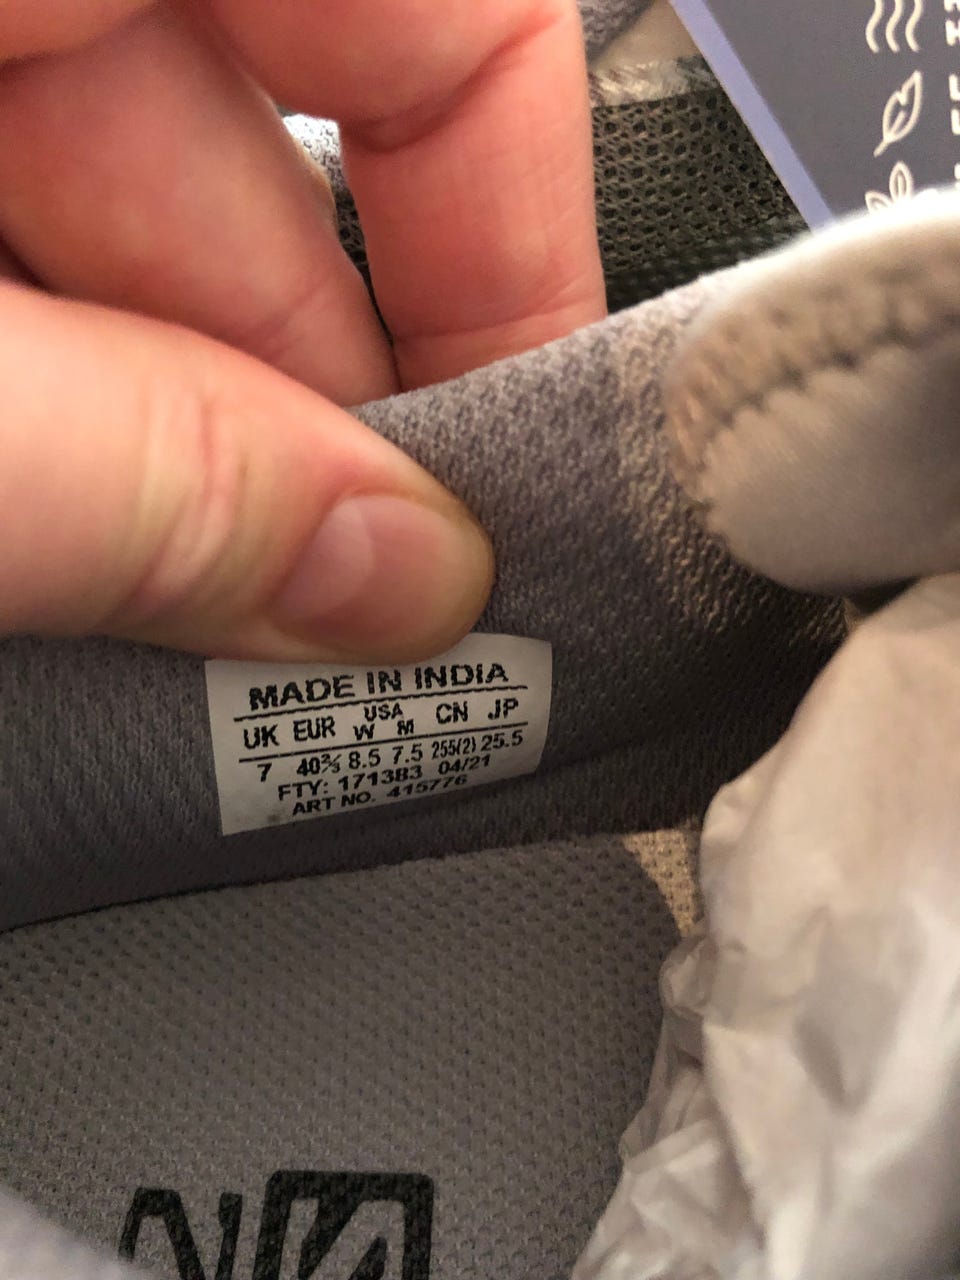 MADE IN INDIA
UK EUR USA W M CN JP
7 40⅔ 8.5 7.5 255(2) 25.5
FTY: 171383 04/21
ART NO. 415776